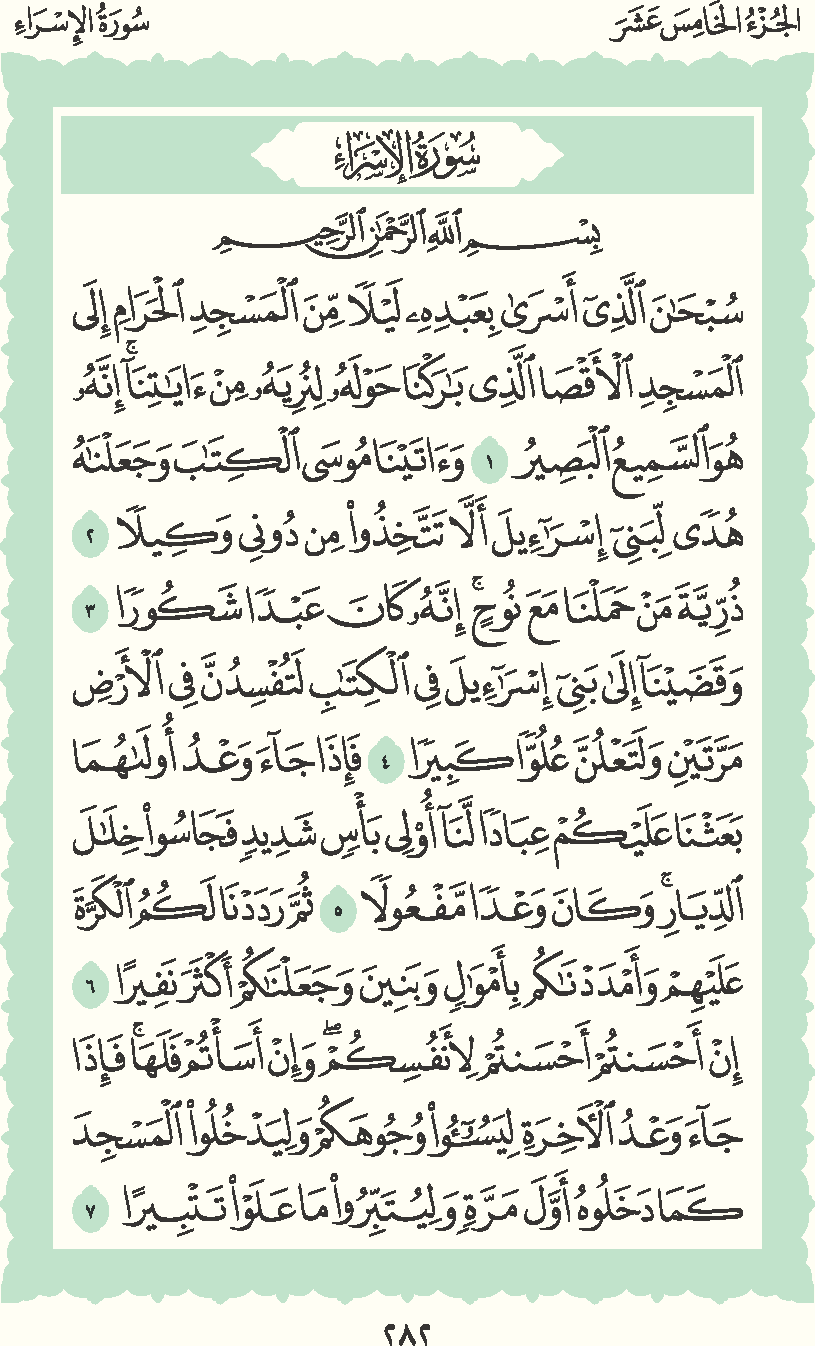 الجُزْءُ الخَامِسَ عَشَرَ
سُورَةُ الإِسْرَاءِ
سُورَةُ الإِسْرَاءِ
بِسْمِ ٱللَّهِ ٱلرَّحْمَٰنِ ٱلرَّحِيمِ
سُبْحَٰنَ ٱلَّذِىٓ أَسْرَىٰ بِعَبْدِهِۦ لَيْلًا مِّنَ ٱلْمَسْجِدِ ٱلْحَرَامِ إِلَى
ٱلْمَسْجِدِ ٱلْأَقْصَا ٱلَّذِى بَٰرَكْنَا حَوْلَهُۥ لِنُرِيَهُۥ مِنْ ءَايَٰتِنَآ ۚ إِنَّهُۥ
هُوَ ٱلسَّمِيعُ ٱلْبَصِيرُ ١ وَءَاتَيْنَا مُوسَى ٱلْكِتَٰبَ وَجَعَلْنَٰهُ
هُدًى لِّبَنِىٓ إِسْرَٰٓءِيلَ أَلَّا تَتَّخِذُوا۟ مِن دُونِى وَكِيلًا ٢
ذُرِّيَّةَ مَنْ حَمَلْنَا مَعَ نُوحٍ ۚ إِنَّهُۥ كَانَ عَبْدًا شَكُورًا ٣
وَقَضَيْنَآ إِلَىٰ بَنِىٓ إِسْرَٰٓءِيلَ فِى ٱلْكِتَٰبِ لَتُفْسِدُنَّ فِى ٱلْأَرْضِ
مَرَّتَيْنِ وَلَتَعْلُنَّ عُلُوًّا كَبِيرًا ٤ فَإِذَا جَآءَ وَعْدُ أُولَىٰهُمَا
بَعَثْنَا عَلَيْكُمْ عِبَادًا لَّنَآ أُو۟لِى بَأْسٍ شَدِيدٍ فَجَاسُوا۟ خِلَٰلَ
ٱلدِّيَارِ ۚ وَكَانَ وَعْدًا مَّفْعُولًا ٥ ثُمَّ رَدَدْنَا لَكُمُ ٱلْكَرَّةَ
عَلَيْهِمْ وَأَمْدَدْنَٰكُم بِأَمْوَٰلٍ وَبَنِينَ وَجَعَلْنَٰكُمْ أَكْثَرَ نَفِيرًا ٦
إِنْ أَحْسَنتُمْ أَحْسَنتُمْ لِأَنفُسِكُمْ ۖ وَإِنْ أَسَأْتُمْ فَلَهَا ۚ فَإِذَا
جَآءَ وَعْدُ ٱلْـَٔاخِرَةِ لِيَسُـۥٓـُٔوا۟ وُجُوهَكُمْ وَلِيَدْخُلُوا۟ ٱلْمَسْجِدَ
كَمَا دَخَلُوهُ أَوَّلَ مَرَّةٍ وَلِيُتَبِّرُوا۟ مَا عَلَوْا۟ تَتْبِيرًا ٧
٢٨٢